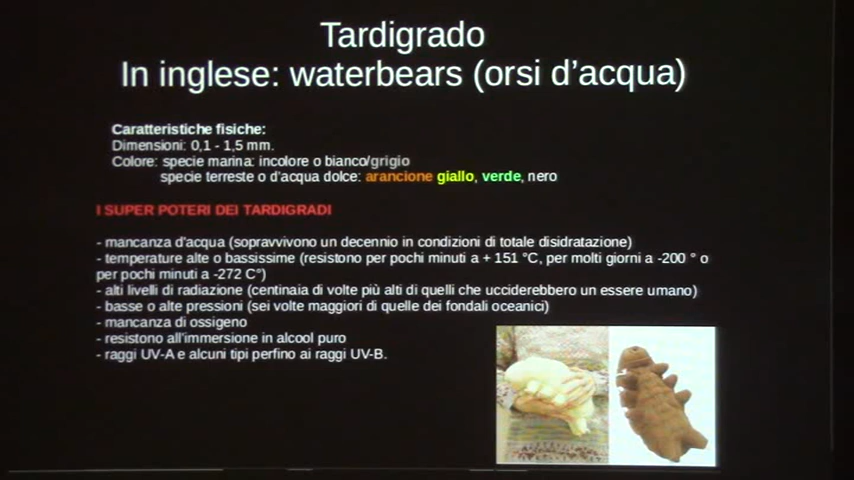 Tardigrado
In inglese: waterbears (orsi d'acqua)
Caratteristiche fisiche:
Dimensioni: 0,1 - 1,5 mm.
Colore: specie marina: incolore o bianco/grigio
specie terreste o d'acqua dolce: arancione giallo, verde, nero
I SUPER POTERI DEI TARDIGRADI
- mancanza d'acqua (sopravvivono un decennio in condizioni di totale disidratazione)
- temperature alte o bassissime (resistono per pochi minuti a + 151 °C, per molti giorni a -200 ° o
per pochi minuti a -272 C°)
- alti livelli di radiazione (centinaia di volte più alti di quelli che ucciderebbero un essere umano)
- basse o alte pressioni (sei volte maggiori di quelle dei fondali oceanici)
- mancanza di ossigeno
- resistono all'immersione in alcool puro
- raggi UV-A e alcuni tipi perfino ai raggi UV-B.